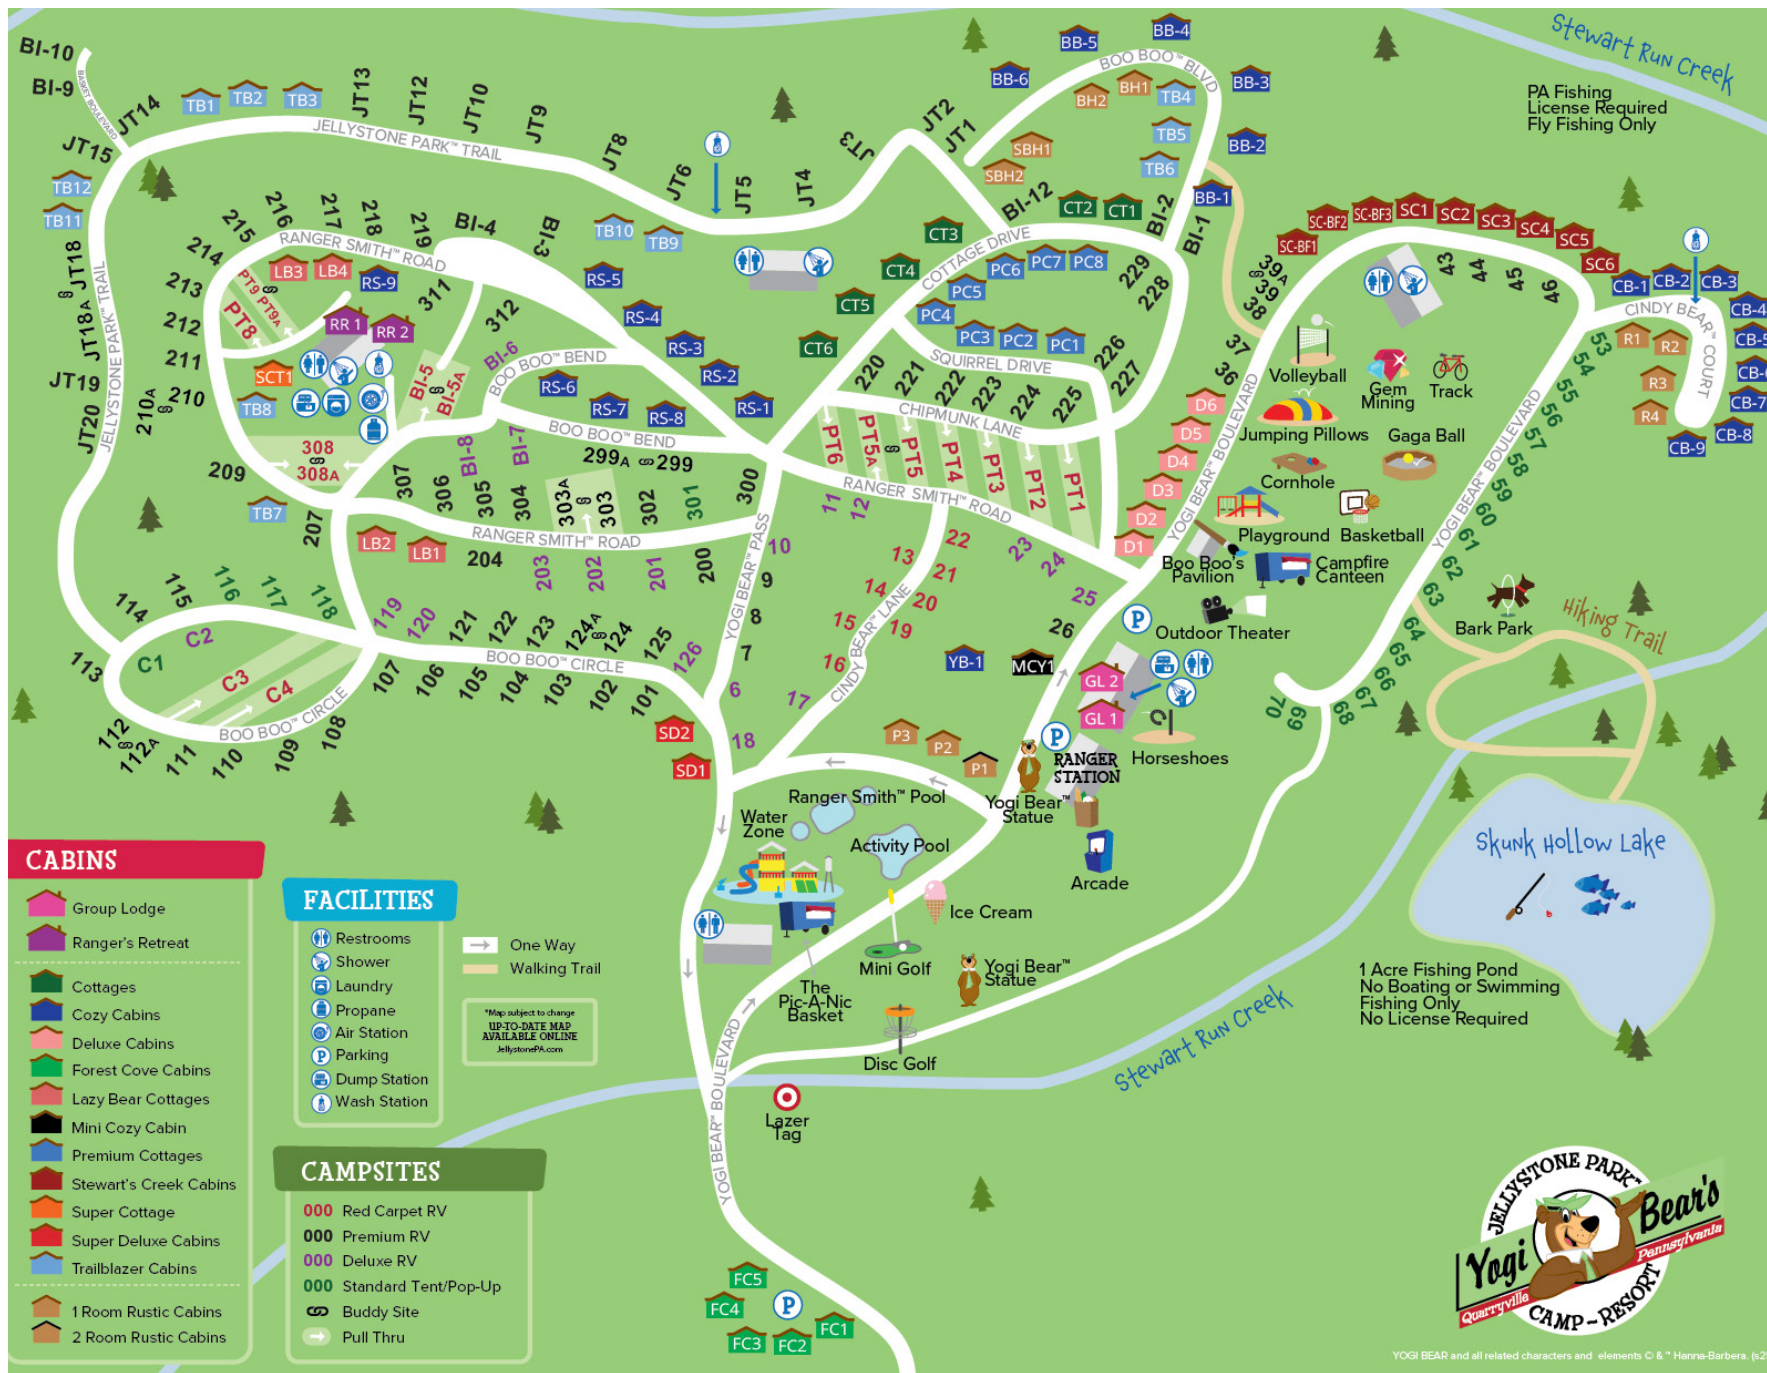 Stewart Run Creek
PA Fishing
License Required
Fly Fishing Only
BI-10
BI-9
BASKET BOULEVARD
JT15
JT14
TB1
TB2
TB3
JT13
JT12
JT10
JT9
JT8
JT6
JT5
JT4
JT3
JT2
JT1
JELLYSTONE PARK™ TRAIL
BB-6
BB-5
BB-4
BB-3
BB-2
BB-1
BOO BOO™ BLVD
BH2
BH1
TB4
TB5
TB6
SBH1
SBH2
BI-12
CT2
CT1
BI-2
BI-1
TB12
TB11
JT18
JT18A
JT19
JT20
JELLYSTONE PARK™ TRAIL
210A
210
209
211
212
213
214
215
216
217
218
219
BI-4
BI-3
RANGER SMITH™ ROAD
TB10
TB9
PT9
PT9A
PT8
LB3
LB4
RS-9
311
312
RR 1
RR 2
SCT1
TB8
308
308A
BI-5
BI-5A
BI-6
BOO BOO™ BEND
RS-5
RS-4
RS-3
RS-2
RS-1
RS-6
RS-7
RS-8
BI-8
BI-7
BOO BOO™ BEND
299A
299
CT3
CT4
CT5
CT6
COTTAGE DRIVE
PC6
PC7
PC8
PC5
PC4
PC3
PC2
PC1
SQUIRREL DRIVE
229
228
226
227
220
221
222
223
224
225
CHIPMUNK LANE
PT6
PT5A
PT5
PT4
PT3
PT2
PT1
RANGER SMITH™ ROAD
39A
39
38
37
36
D6
D5
D4
D3
D2
D1
YOGI BEAR™ BOULEVARD
SC-BF1
SC-BF2
SC-BF3
SC1
SC2
SC3
SC4
SC5
SC6
43
44
45
46
CB-1
CB-2
CB-3
CB-4
CB-7
CB-8
CB-9
CINDY BEAR™ COURT
R1
R2
R3
R4
53
54
55
56
57
58
59
60
61
62
63
64
65
66
67
68
69
70
YOGI BEAR™ BOULEVARD
Volleyball
Gem
Mining
Track
Jumping Pillows
Gaga Ball
Cornhole
Playground
Basketball
Boo Boo's
Pavilion
Campfire
Canteen
Outdoor Theater
Bark Park
Hiking Trail
TB7
207
307
306
305
304
303A
303
302
301
300
LB2
LB1
RANGER SMITH™ ROAD
204
203
202
201
200
11
12
10
9
8
7
6
18
YOGI BEAR™ PASS
13
14
15
16
17
22
21
20
19
CINDY BEAR™ LANE
23
24
25
26
YB-1
MCY1
P
GL 2
GL 1
Horseshoes
P
RANGER
STATION
114
115
116
117
118
119
120
121
122
123
124A
124
125
126
C2
C1
C3
C4
113
112
112A
111
110
109
108
BOO BOO™ CIRCLE
107
106
105
104
103
102
101
BOO BOO™ CIRCLE
SD2
SD1
P3
P2
P1
Yogi Bear™
Statue
Arcade
Ranger Smith™ Pool
Water
Zone
Activity Pool
Ice Cream
Mini Golf
The
Pic-A-Nic
Basket
Yogi Bear™
Statue
Disc Golf
Lazer
Tag
YOGI BEAR™ BOULEVARD
Stewart Run Creek
Skunk Hollow Lake
1 Acre Fishing Pond
No Boating or Swimming
Fishing Only
No License Required
FC5
FC4
FC3
FC2
FC1
P
CABINS
Group Lodge
Ranger's Retreat
Cottages
Cozy Cabins
Deluxe Cabins
Forest Cove Cabins
Lazy Bear Cottages
Mini Cozy Cabin
Premium Cottages
Stewart's Creek Cabins
Super Cottage
Super Deluxe Cabins
Trailblazer Cabins
1 Room Rustic Cabins
2 Room Rustic Cabins
FACILITIES
Restrooms
Shower
Laundry
Propane
Air Station
P Parking
Dump Station
Wash Station
One Way
Walking Trail
*Map subject to change
UP-TO-DATE MAP
AVAILABLE ONLINE
JellystonePA.com
CAMPSITES
000 Red Carpet RV
000 Premium RV
000 Deluxe RV
000 Standard Tent/Pop-Up
Buddy Site
Pull Thru
JELLYSTONE PARK™
Yogi Bear's
Quarryville Pennsylvania
CAMP-RESORT
YOGI BEAR and all related characters and elements © & ™ Hanna-Barbera.